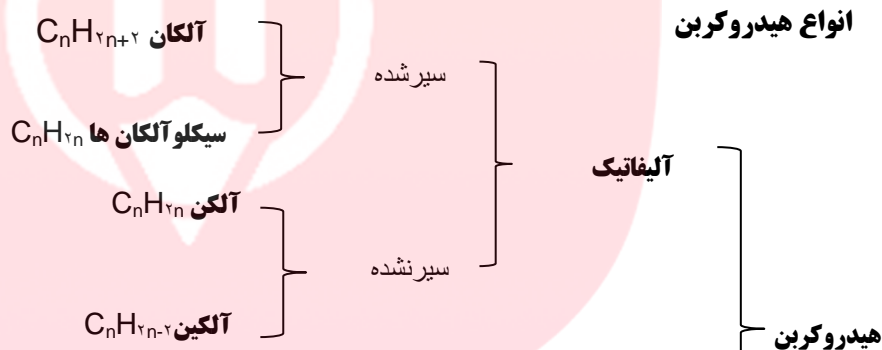 انواع هیدروکربن
آلکان CnH۲n+۲
سیرشده
سیکلوآلکان ها CnH۲n
آلیفاتیک
آلکن CnH۲n
سیرنشده
آلکین CnH۲n-۲
هیدروکربن